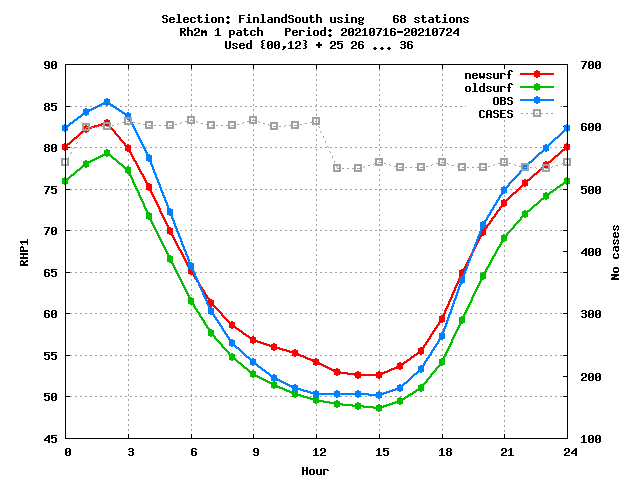 Selection: FinlandSouth using    68 stations
Rh2m 1 patch   Period: 20210716-20210724
Used {00,12} + 25 26 ... 36
newsurf
oldsurf
OBS
CASES
90
85
80
75
70
65
60
55
50
45
RHP1
700
600
500
400
300
200
100
No cases
0 3 6 9 12 15 18 21 24
Hour